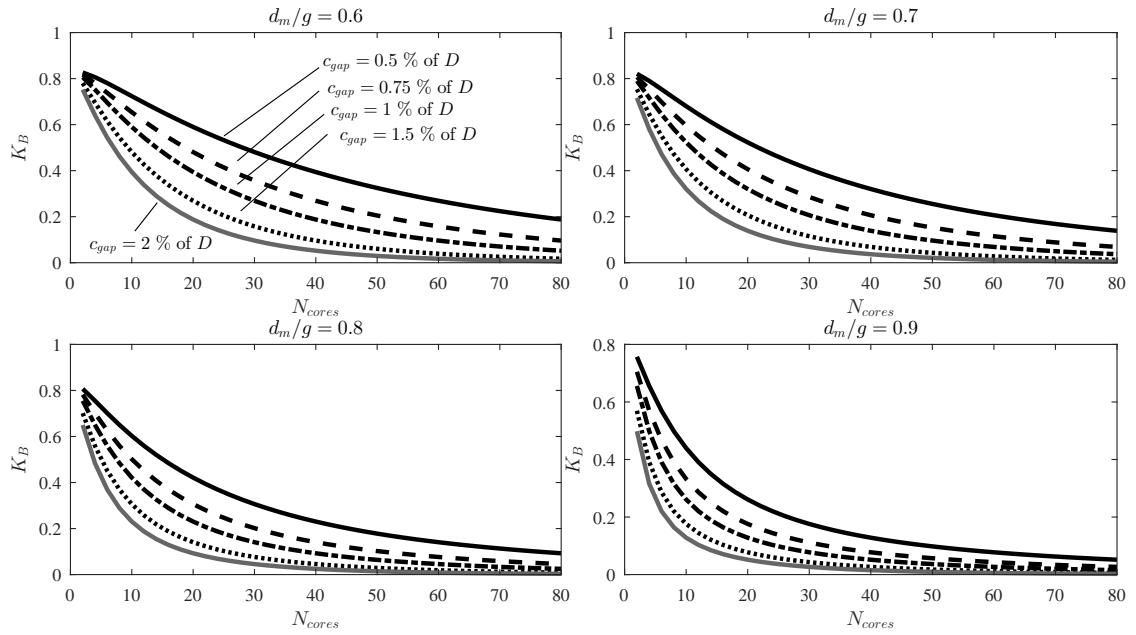 d_m/g = 0.6
1
0.8
0.6
0.4
0.2
0
K_B
c_gap = 0.5 % of D
c_gap = 0.75 % of D
c_gap = 1 % of D
c_gap = 1.5 % of D
c_gap = 2 % of D
0 10 20 30 40 50 60 70 80
N_cores
d_m/g = 0.7
1
0.8
0.6
0.4
0.2
0
K_B
0 10 20 30 40 50 60 70 80
N_cores
d_m/g = 0.8
1
0.8
0.6
0.4
0.2
0
K_B
0 10 20 30 40 50 60 70 80
N_cores
d_m/g = 0.9
0.8
0.6
0.4
0.2
0
K_B
0 10 20 30 40 50 60 70 80
N_cores